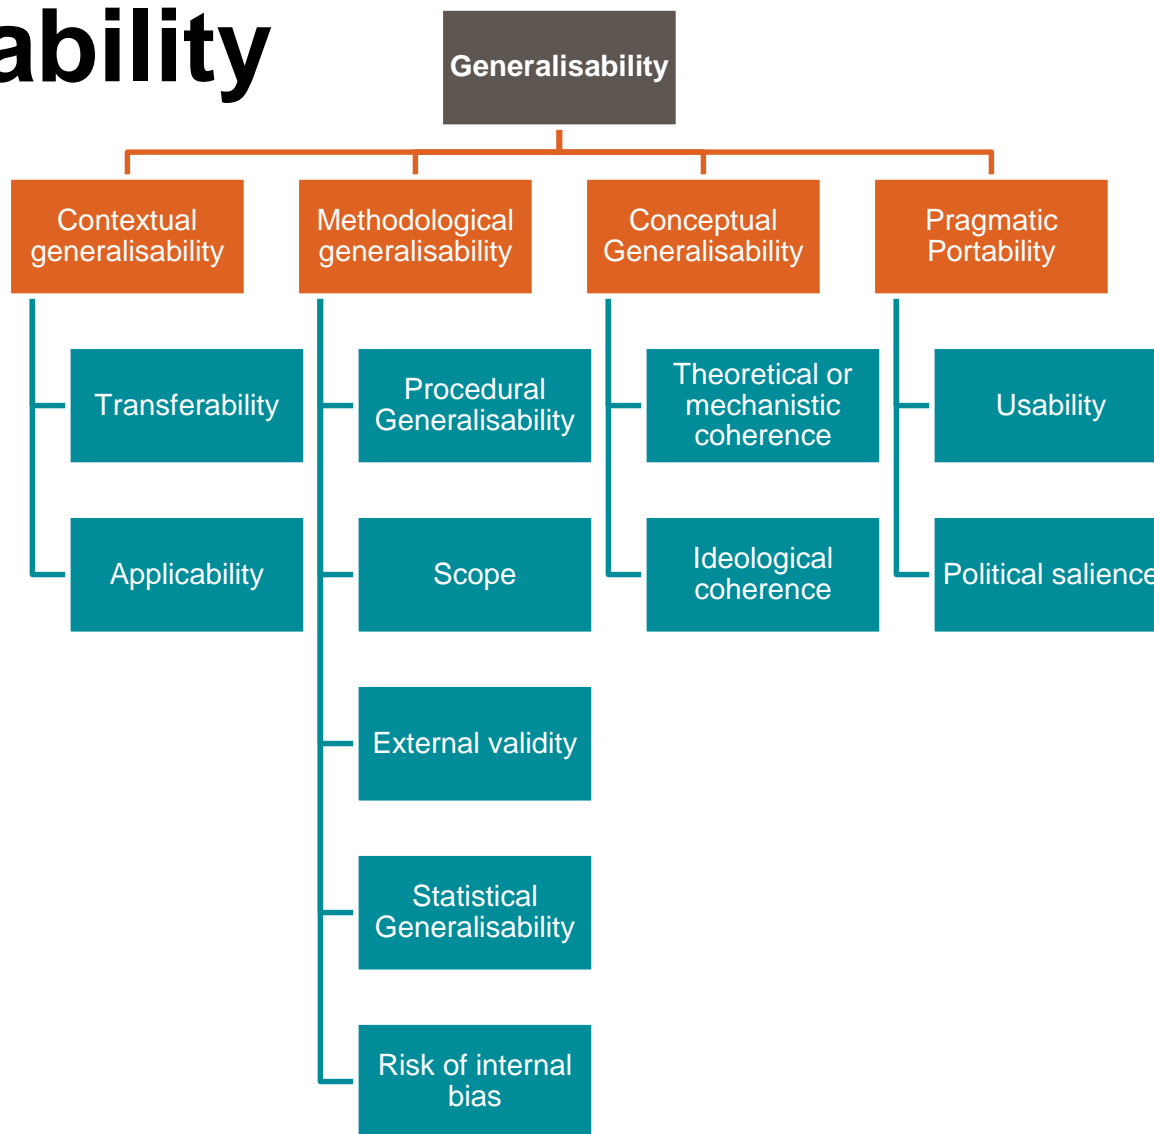 ability
Generalisability
Contextual
generalisability
Methodological
generalisability
Conceptual
Generalisability
Pragmatic
Portability
Transferability
Procedural
Generalisability
Theoretical or
mechanistic
coherence
Usability
Applicability
Scope
Ideological
coherence
Political salience
External validity
Statistical
Generalisability
Risk of internal
bias